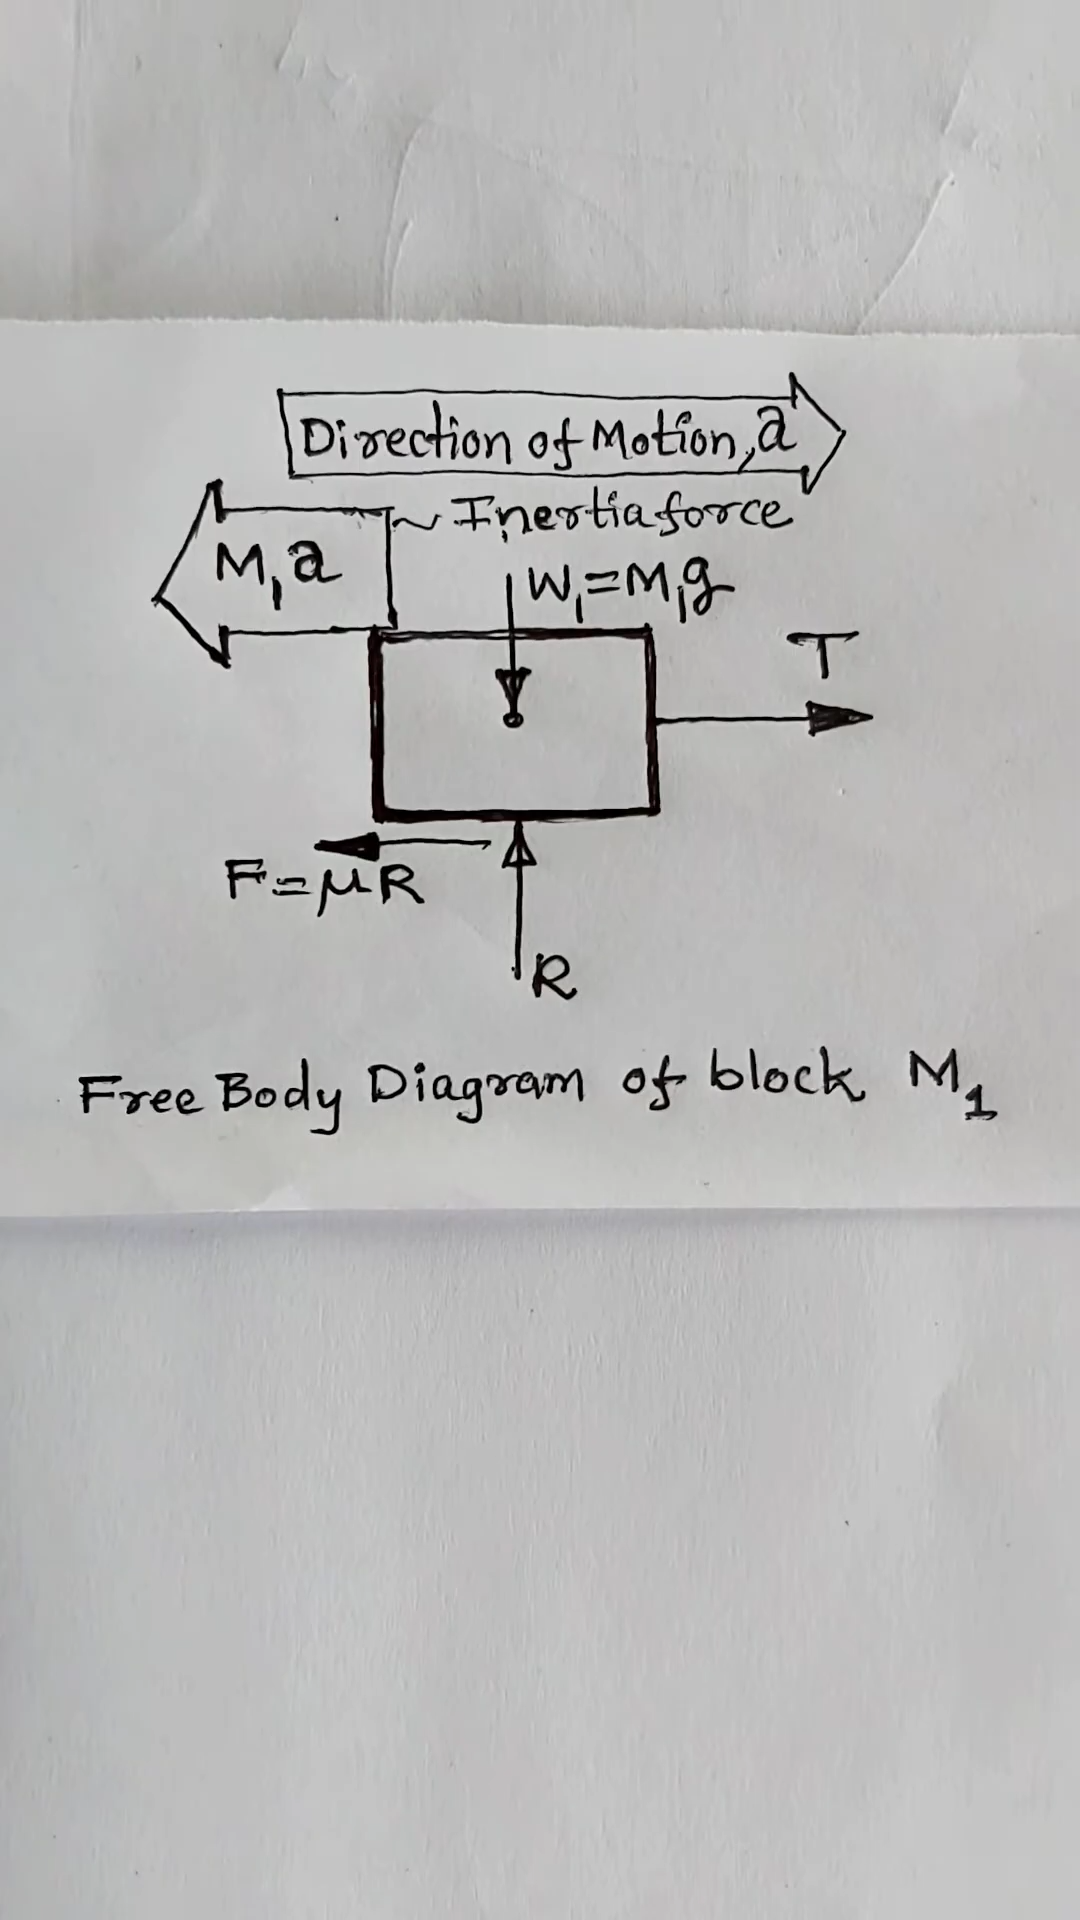 Direction of Motion, a
Inertia force
M₁a
W₁=M₁g
T
F=μR
R
Free Body Diagram of block M₁